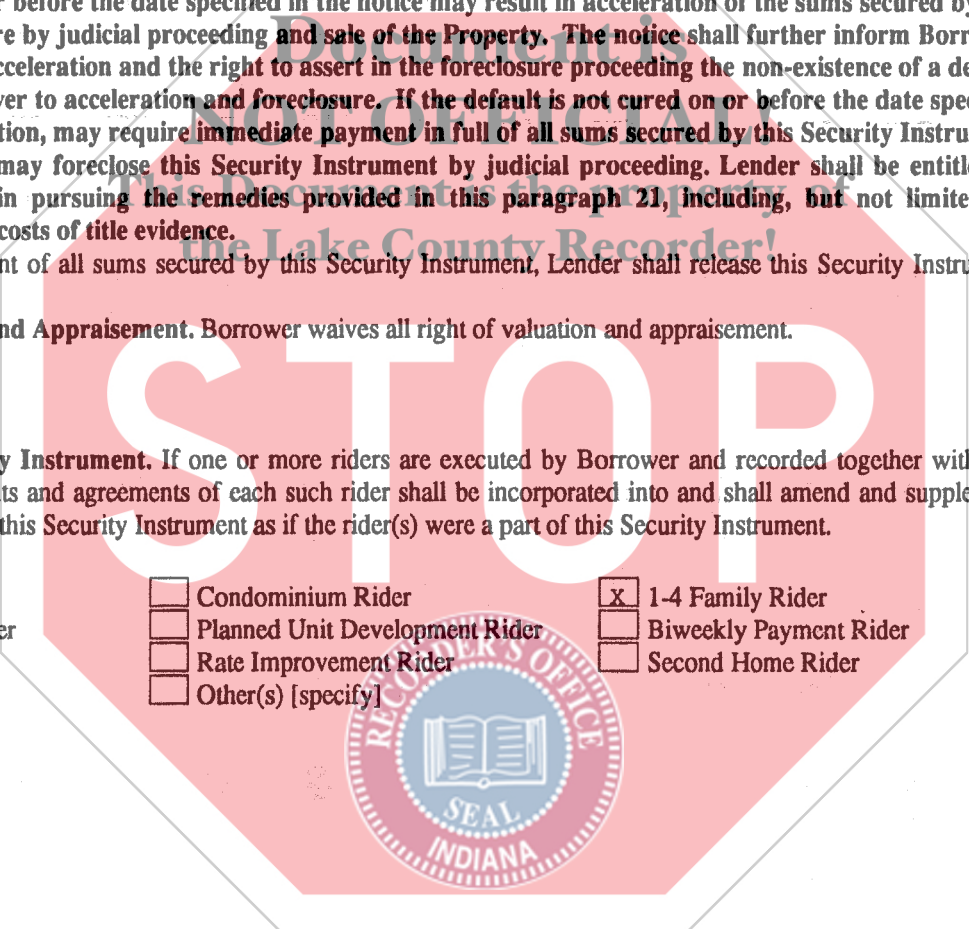 before the date specified in the notice may result in acceleration of the sums secured by
re by judicial proceeding and sale of the Property. The notice shall further inform Borr
cceleration and the right to assert in the foreclosure proceeding the non-existence of a de
ver to acceleration and foreclosure. If the default is not cured on or before the date spec
tion, may require immediate payment in full of all sums secured by this Security Instru
may foreclose this Security Instrument by judicial proceeding. Lender shall be entitle
in pursuing the remedies provided in this paragraph 21, including, but not limite
costs of title evidence.
nt of all sums secured by this Security Instrument, Lender shall release this Security Instru
nd Appraisement. Borrower waives all right of valuation and appraisement.
y Instrument. If one or more riders are executed by Borrower and recorded together with
ts and agreements of each such rider shall be incorporated into and shall amend and supple
this Security Instrument as if the rider(s) were a part of this Security Instrument.
Condominium Rider
X 1-4 Family Rider
er
Planned Unit Development Rider
Biweekly Payment Rider
Rate Improvement Rider
Second Home Rider
Other(s) [specify]
Document is
NOT OFFICIAL!
This Document is the property of
the Lake County Recorder!
STOP
RECORDER'S OFFICE
SEAL
INDIANA